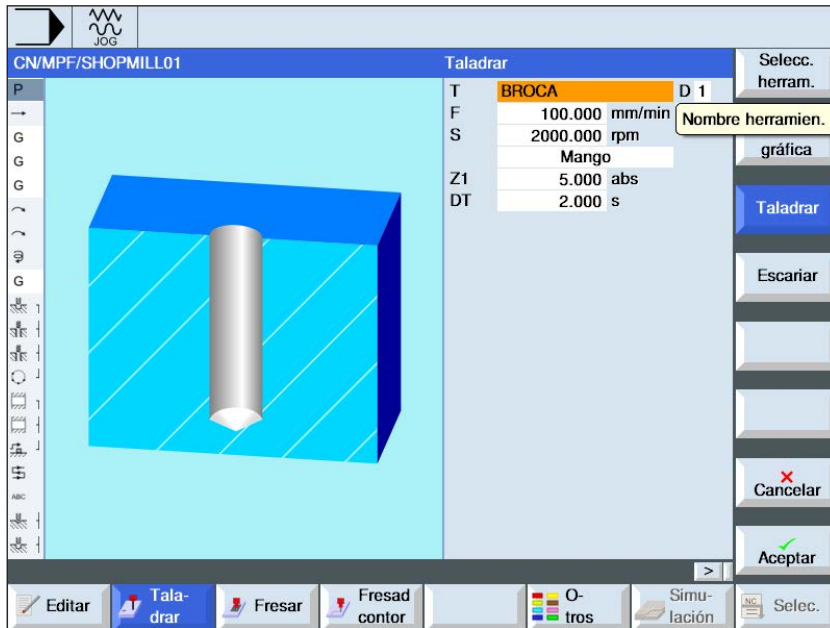 JOG
CN/MPF/SHOPMILL01
Taladrar
T BROCA D 1
F 100.000 mm/min
S 2000.000 rpm
Mango
Z1 5.000 abs
DT 2.000 s
Nombre herramien.
P
G
G
G
G
ABC
Selecc.
herram.
gráfica
Taladrar
Escariar
Cancelar
Aceptar
>
Editar
Tala-
drar
Fresar
Fresad
contor
O-
tros
Simu-
lación
NC
Selec.